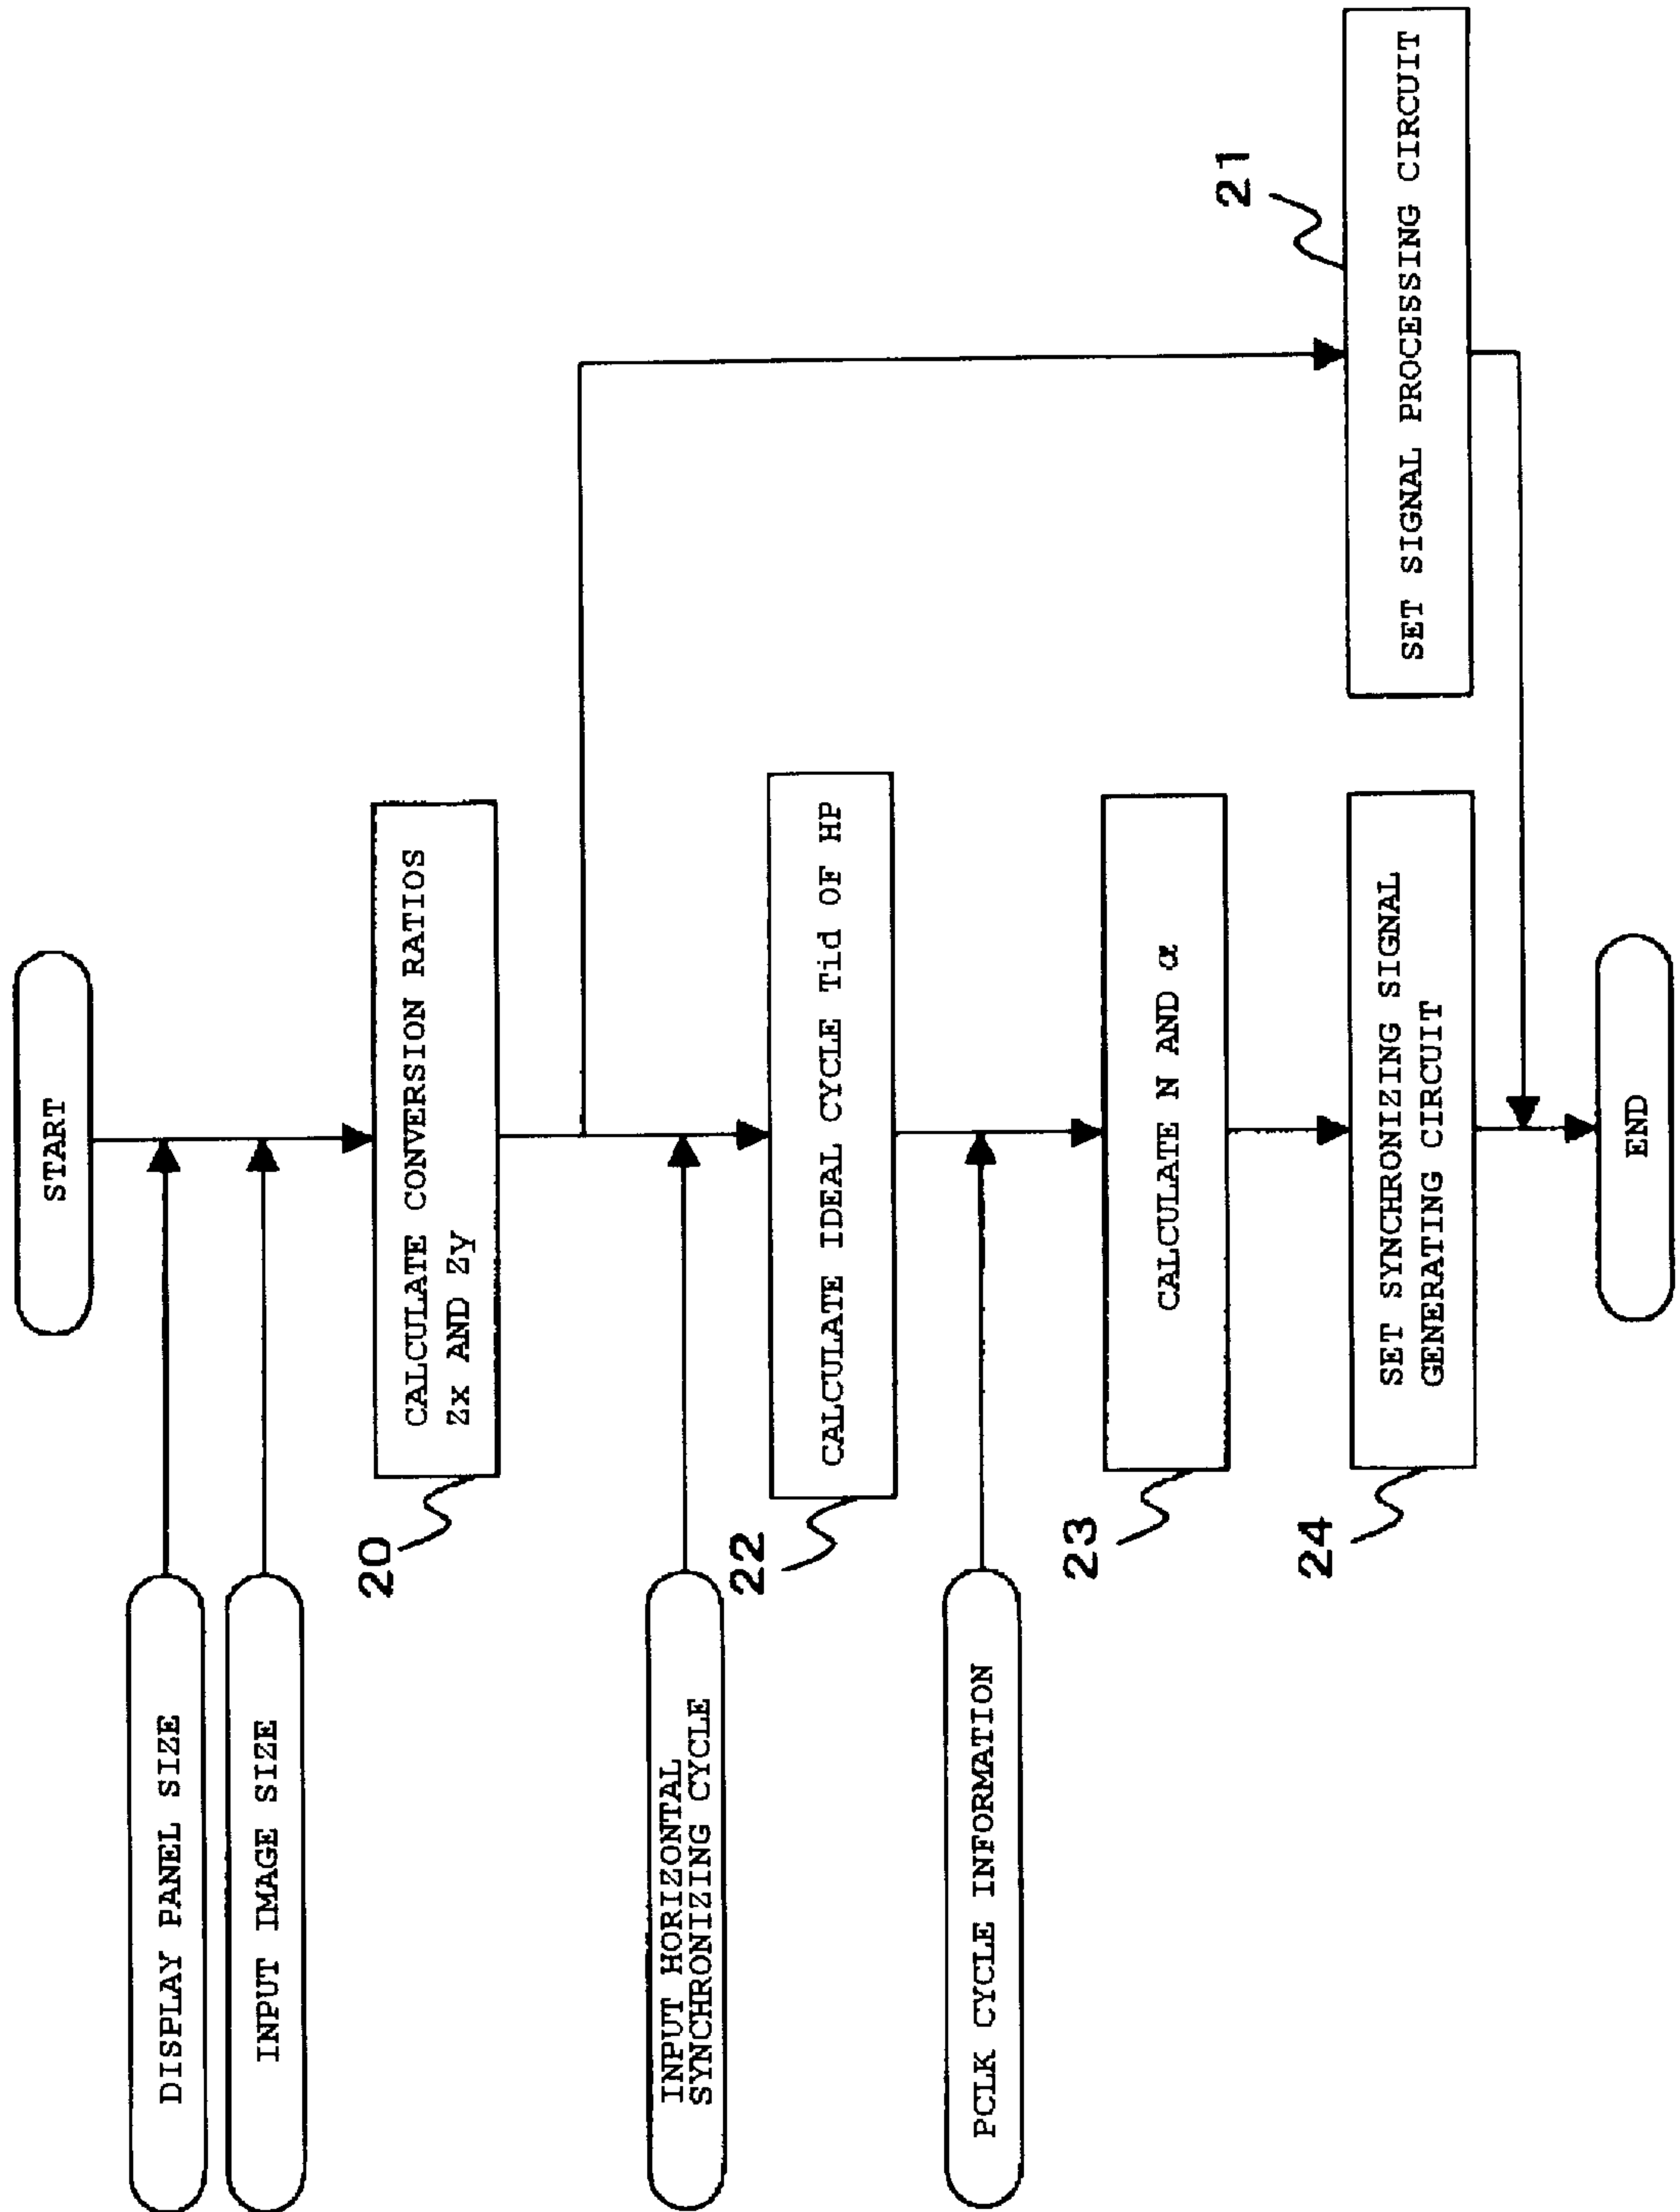 START
DISPLAY PANEL SIZE
INPUT IMAGE SIZE
CALCULATE CONVERSION RATIOS
Zx AND Zy
20
INPUT HORIZONTAL
SYNCHRONIZING CYCLE
CALCULATE IDEAL CYCLE Tid OF HP
22
PCLK CYCLE INFORMATION
CALCULATE N AND α
23
SET SYNCHRONIZING SIGNAL
GENERATING CIRCUIT
24
SET SIGNAL PROCESSING CIRCUIT
21
END